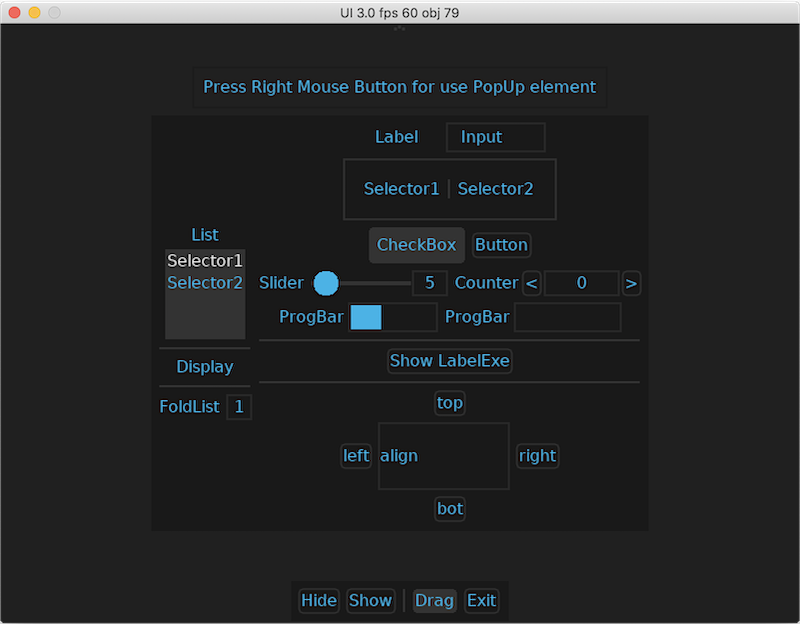 UI 3.0 fps 60 obj 79
Press Right Mouse Button for use PopUp element
Label Input
Selector1 | Selector2
List
CheckBox Button
Selector1
Selector2
Slider 5 Counter < 0 >
ProgBar ProgBar
Show LabelExe
Display
FoldList 1
top
left align right
bot
Hide Show | Drag Exit